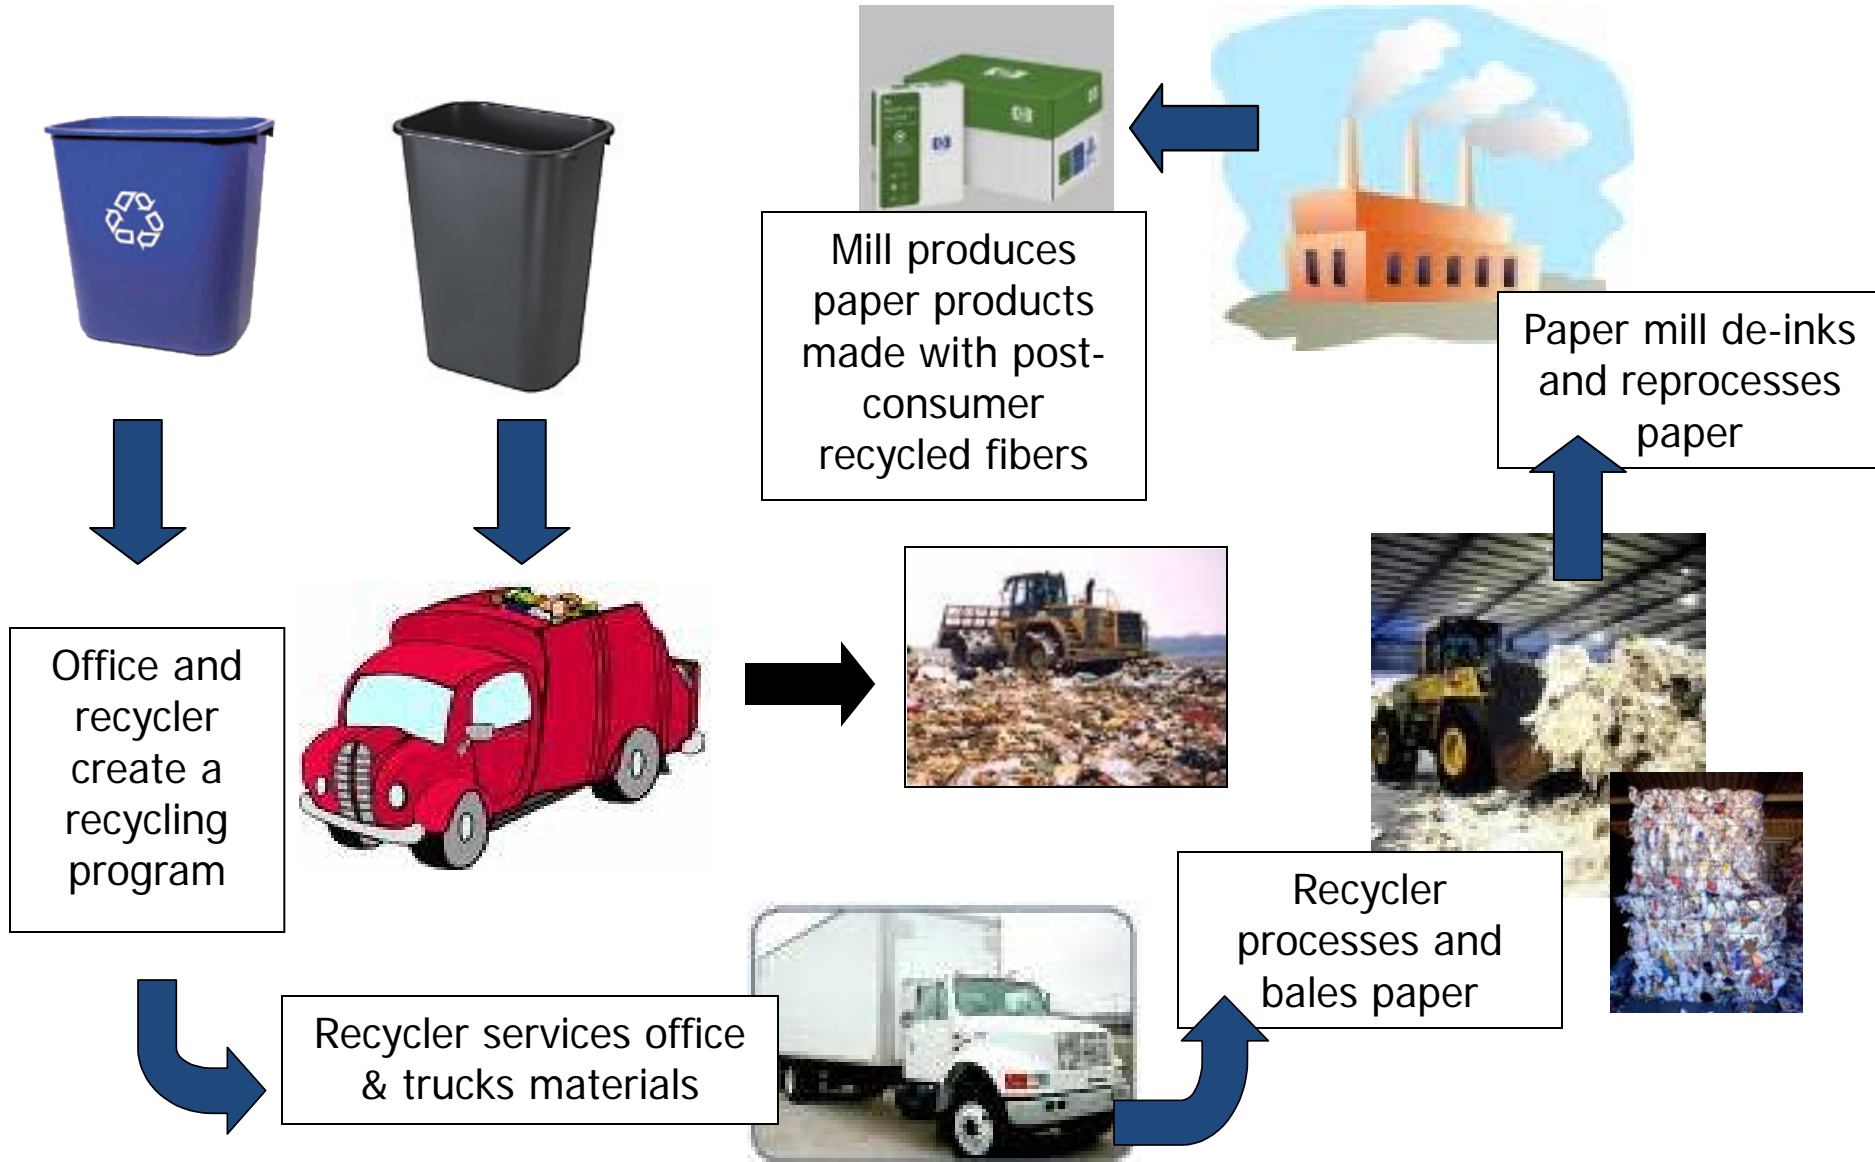 Mill produces
paper products
made with post-
consumer
recycled fibers
Paper mill de-inks
and reprocesses
paper
Office and
recycler
create a
recycling
program
Recycler services office
& trucks materials
Recycler
processes and
bales paper